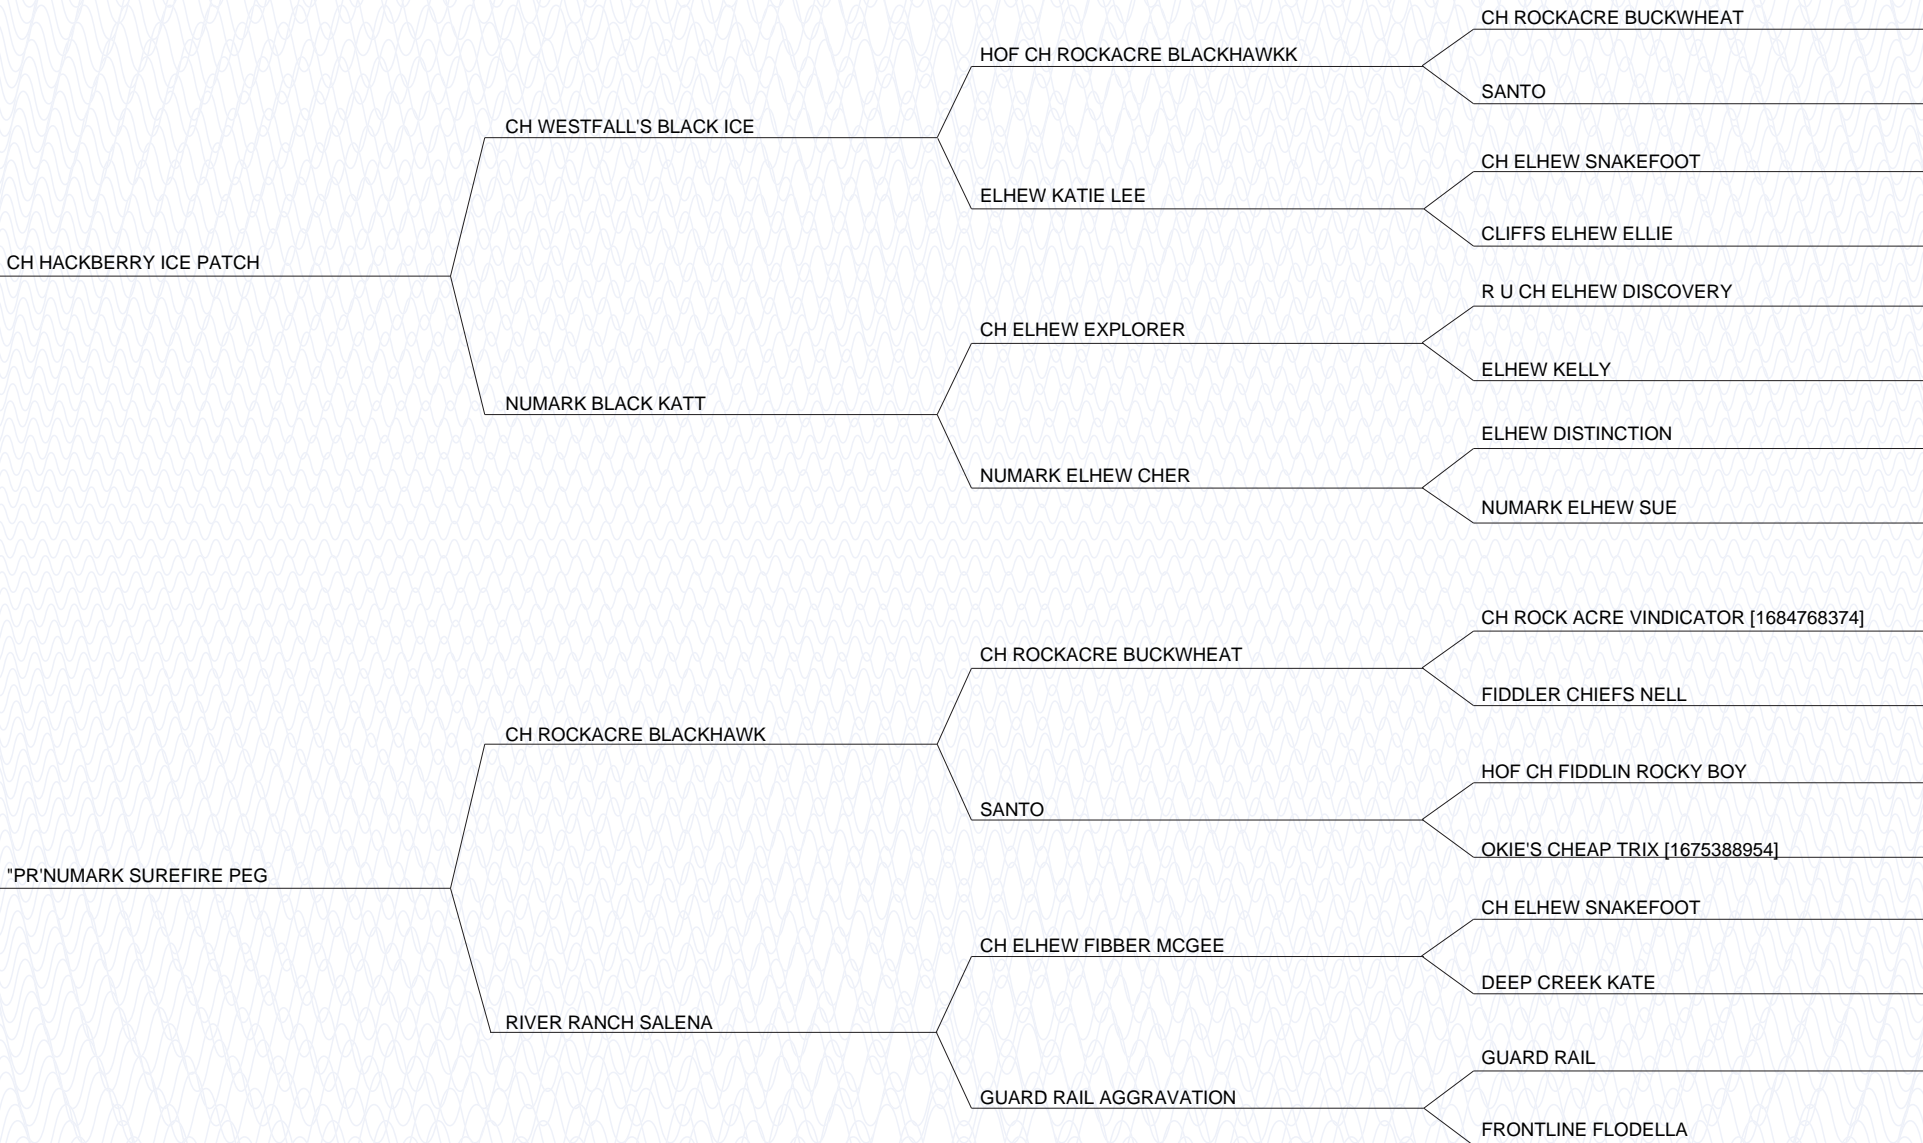 CH ROCKACRE BUCKWHEAT
HOF CH ROCKACRE BLACKHAWKK
SANTO
CH WESTFALL'S BLACK ICE
CH ELHEW SNAKEFOOT
ELHEW KATIE LEE
CLIFFS ELHEW ELLIE
CH HACKBERRY ICE PATCH
R U CH ELHEW DISCOVERY
CH ELHEW EXPLORER
ELHEW KELLY
NUMARK BLACK KATT
ELHEW DISTINCTION
NUMARK ELHEW CHER
NUMARK ELHEW SUE
CH ROCK ACRE VINDICATOR [1684768374]
CH ROCKACRE BUCKWHEAT
FIDDLER CHIEFS NELL
CH ROCKACRE BLACKHAWK
HOF CH FIDDLIN ROCKY BOY
SANTO
OKIE'S CHEAP TRIX [1675388954]
"PR'NUMARK SUREFIRE PEG
CH ELHEW SNAKEFOOT
CH ELHEW FIBBER MCGEE
DEEP CREEK KATE
RIVER RANCH SALENA
GUARD RAIL
GUARD RAIL AGGRAVATION
FRONTLINE FLODELLA